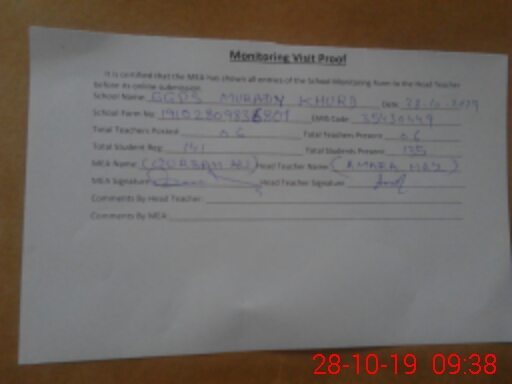 Monitoring Visit Proof
It is certified that the MEA has shown all entries of the School Monitoring Form to the Head Teacher
before its online submission.
School Name: GGPS MURADY KHURD Date: 28-10-2019
School Form No: EMIS Code:
Total Teachers Posted 06 Total Teachers Present 06
Total Student Reg: 141 Total Students Present: 135
MEA Name: (QURBAN ALI) Head Teacher Name:
MEA Signature: Head Teacher Signature:
Comments By Head Teacher:
Comments By MEA:
28-10-19 09:38